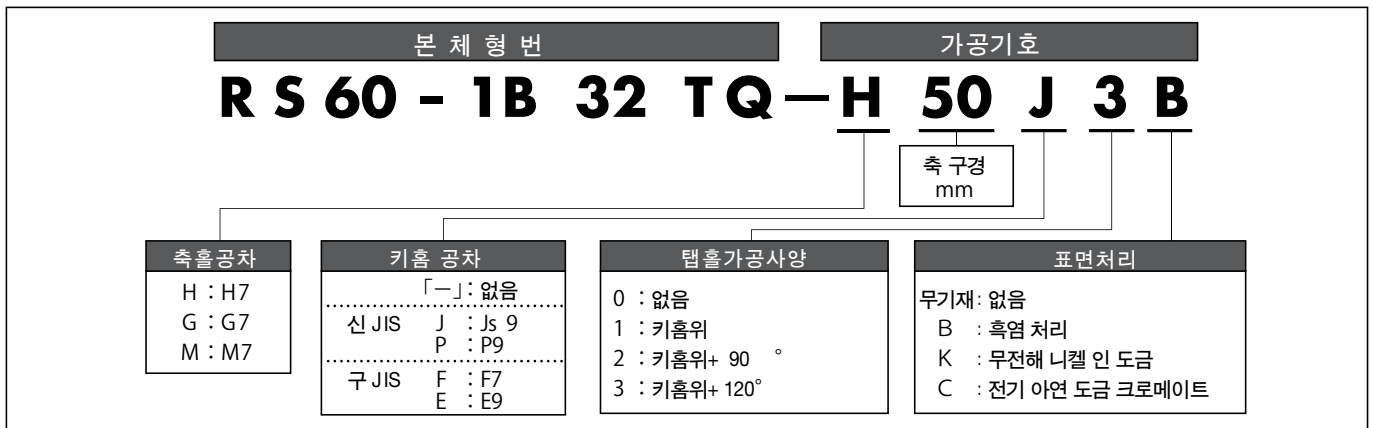 본 체 형 번
가공기호
R S 60 - 1B 32 T Q — H 50 J 3 B
축 구경
mm
축홀공차
H : H7
G : G7
M : M7
키홈 공차
「ー」: 없음
신 JIS J : Js 9
P : P9
구 JIS F : F7
E : E9
탭홀가공사양
0 : 없음
1 : 키홈위
2 : 키홈위+ 90 °
3 : 키홈위+ 120°
표면처리
무기재 : 없음
B : 흑염 처리
K : 무전해 니켈 인 도금
C : 전기 아연 도금 크로메이트